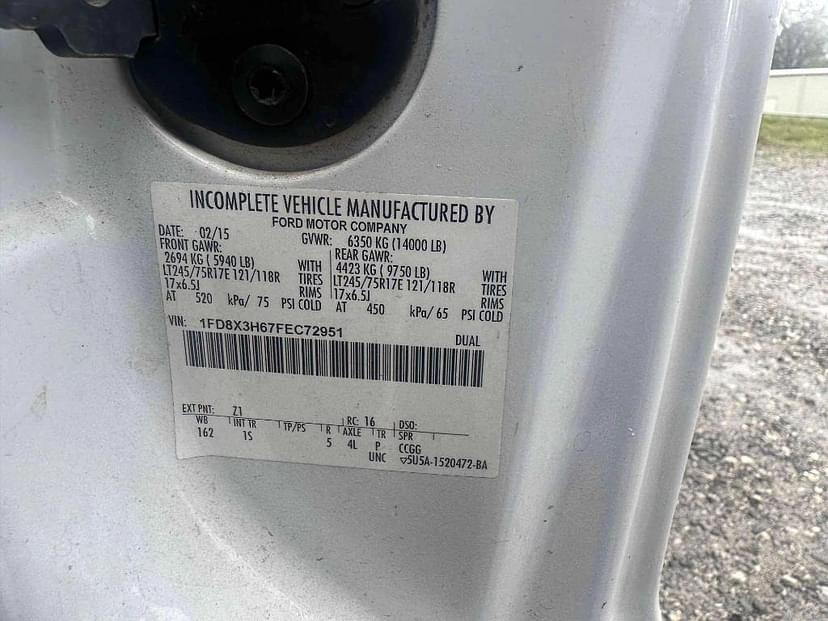 INCOMPLETE VEHICLE MANUFACTURED BY
FORD MOTOR COMPANY
DATE: 02/15 GVWR: 6350 KG (14000 LB)
FRONT GAWR: REAR GAWR:
2694 KG ( 5940 LB) WITH 4423 KG ( 9750 LB) WITH
LT245/75R17E 121/118R TIRES LT245/75R17E 121/118R TIRES
17x6.5J RIMS 17x6.5J RIMS
AT 520 kPa/ 75 PSI COLD AT 450 kPa/ 65 PSI COLD
VIN: 1FD8X3H67FEC72951 DUAL
EXT PNT: Z1 RC: 16 DSO:
WB INT TR TP/PS R AXLE TR SPR
162 1S 5 4L P CCGG
UNC ▽5U5A-1520472-BA